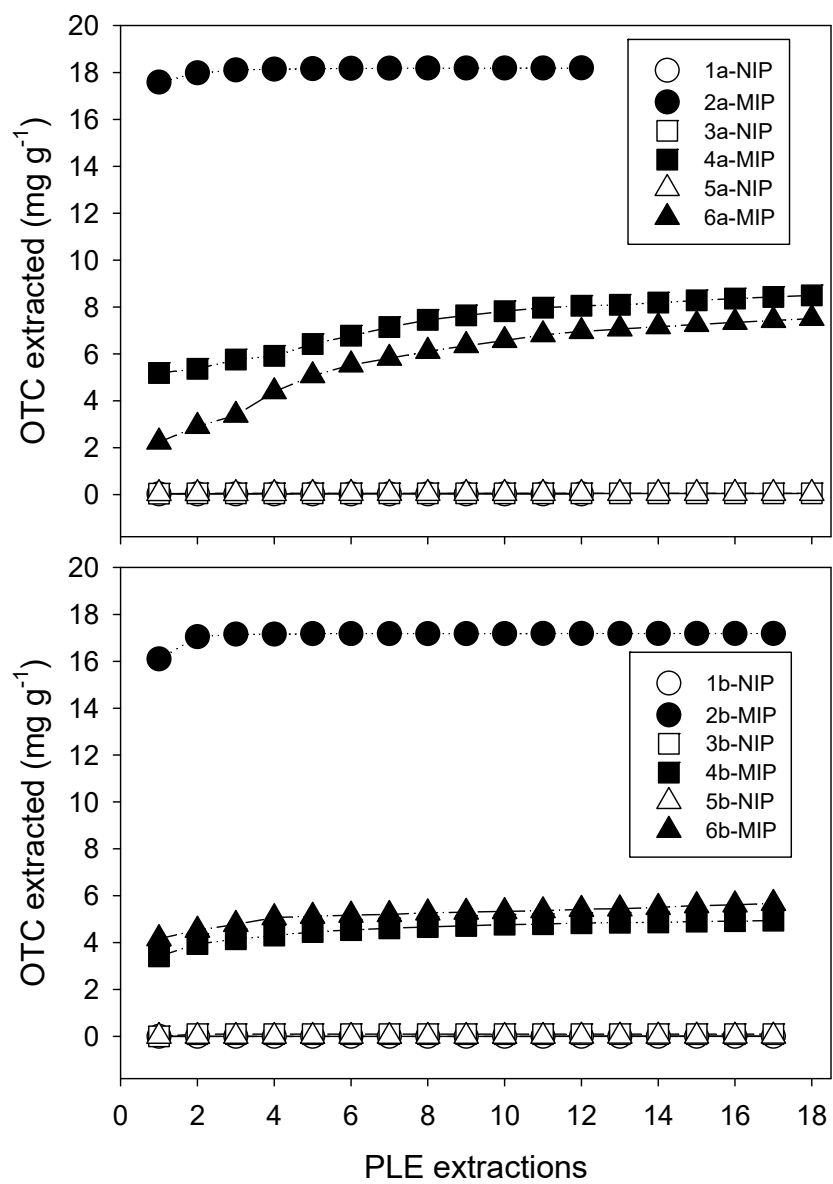 20
18
16
14
12
10
8
6
4
2
0
OTC extracted (mg g⁻¹)
1a-NIP
2a-MIP
3a-NIP
4a-MIP
5a-NIP
6a-MIP
20
18
16
14
12
10
8
6
4
2
0
OTC extracted (mg g⁻¹)
1b-NIP
2b-MIP
3b-NIP
4b-MIP
5b-NIP
6b-MIP
0 2 4 6 8 10 12 14 16 18
PLE extractions